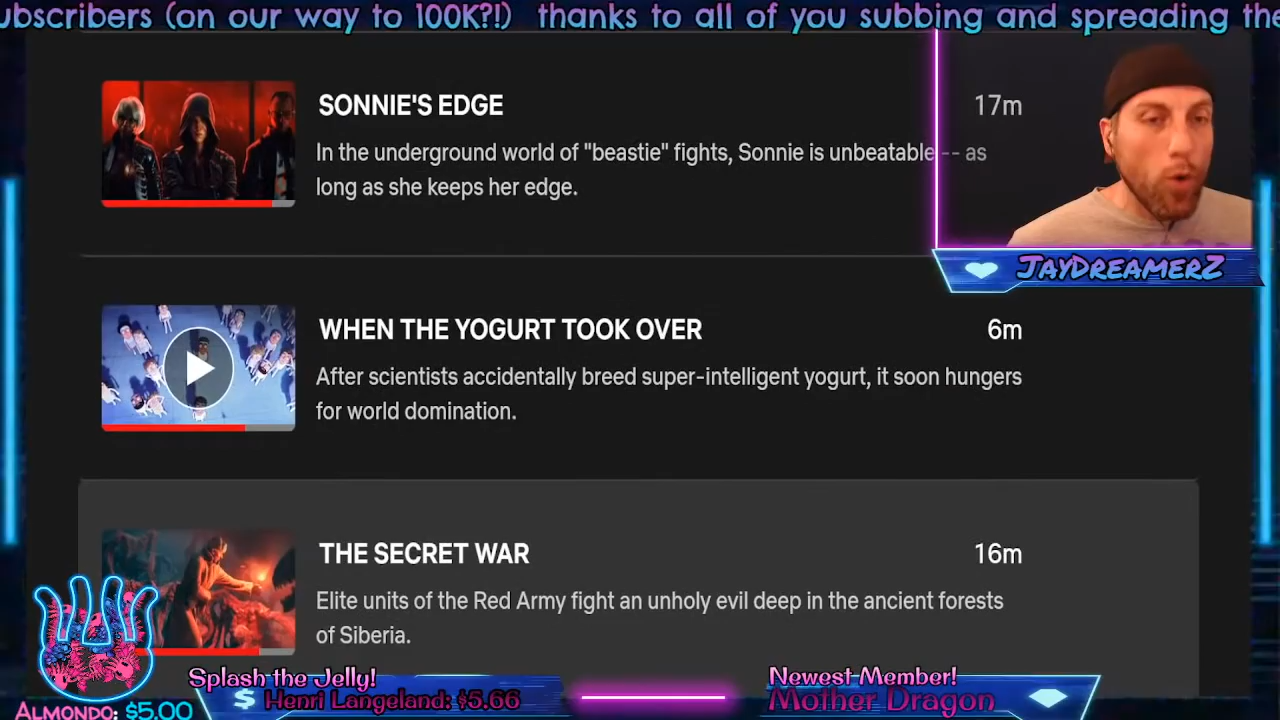 ubscribers (on our way to 100K?!) thanks to all of you subbing and spreading the
SONNIE'S EDGE
17m
In the underground world of "beastie" fights, Sonnie is unbeatable -- as
long as she keeps her edge.
JAYDREAMERZ
WHEN THE YOGURT TOOK OVER
6m
After scientists accidentally breed super-intelligent yogurt, it soon hungers
for world domination.
THE SECRET WAR
16m
Elite units of the Red Army fight an unholy evil deep in the ancient forests
of Siberia.
Splash the Jelly!
$ Henri Langeland: $5.66
Newest Member!
Mother Dragon
ALMONDO: $5.00